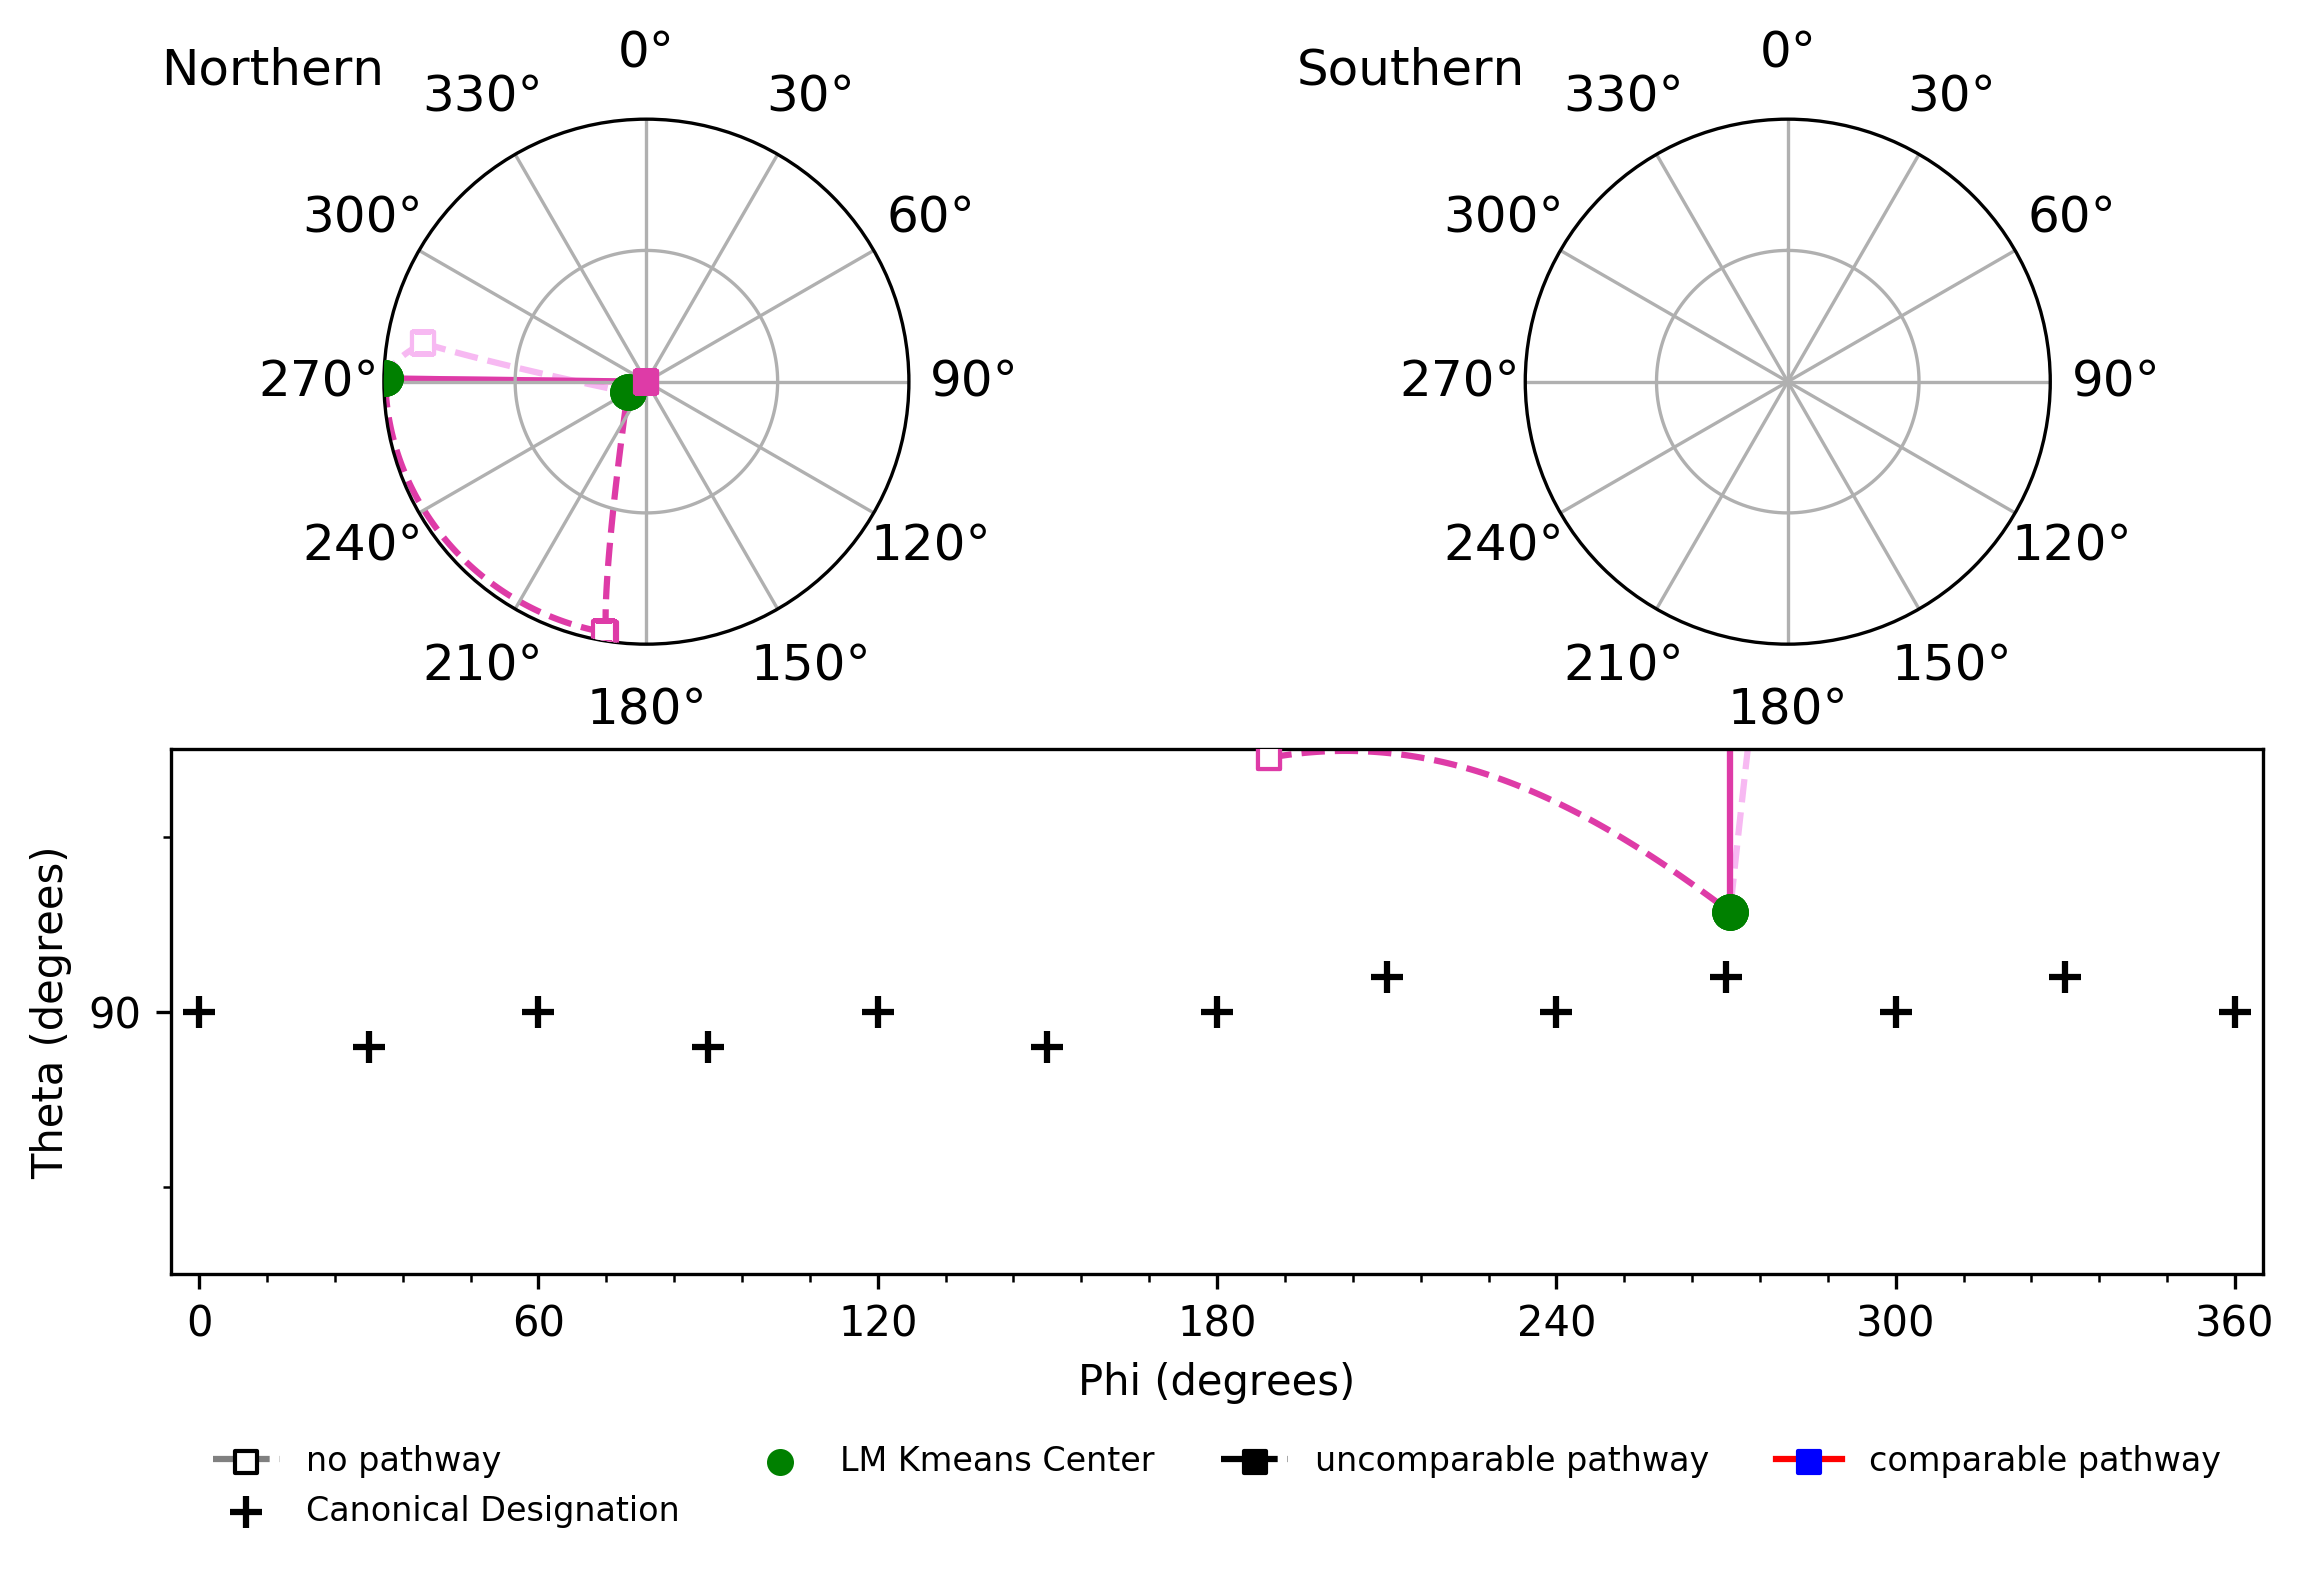 Northern
0°
330°
30°
300°
60°
270°
90°
240°
120°
210°
150°
180°
Southern
0°
330°
30°
300°
60°
270°
90°
240°
120°
210°
150°
180°
Theta (degrees)
90
0 60 120 180 240 300 360
Phi (degrees)
no pathway
Canonical Designation
LM Kmeans Center
uncomparable pathway
comparable pathway